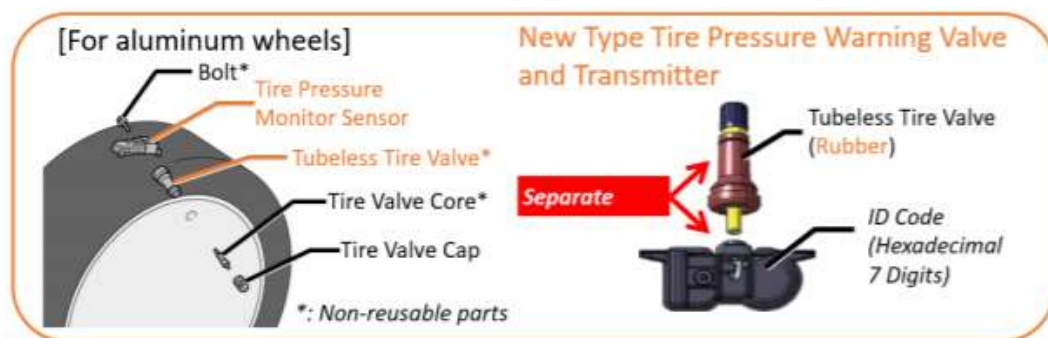 [For aluminum wheels]
Bolt*
Tire Pressure
Monitor Sensor
Tubeless Tire Valve*
Tire Valve Core*
Tire Valve Cap
*: Non-reusable parts
New Type Tire Pressure Warning Valve
and Transmitter
Tubeless Tire Valve
(Rubber)
Separate
ID Code
(Hexadecimal
7 Digits)